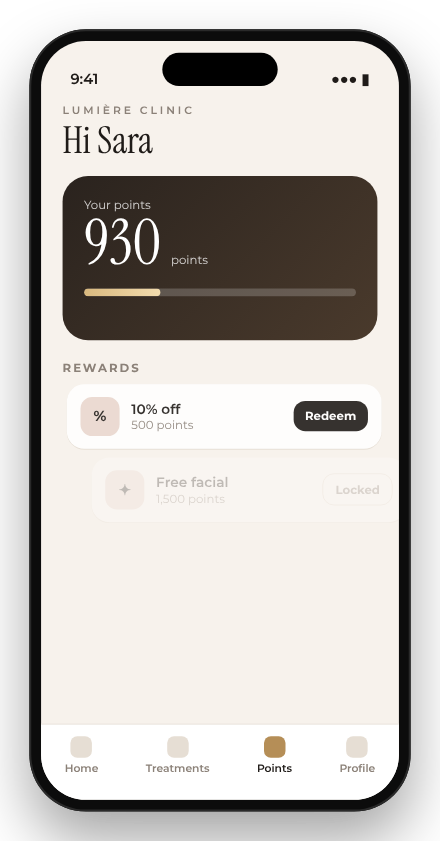 9:41
LUMIÈRE CLINIC
Hi Sara
Your points
930 points
REWARDS
%
10% off
500 points
Redeem
Free facial
1,500 points
Locked
Home
Treatments
Points
Profile